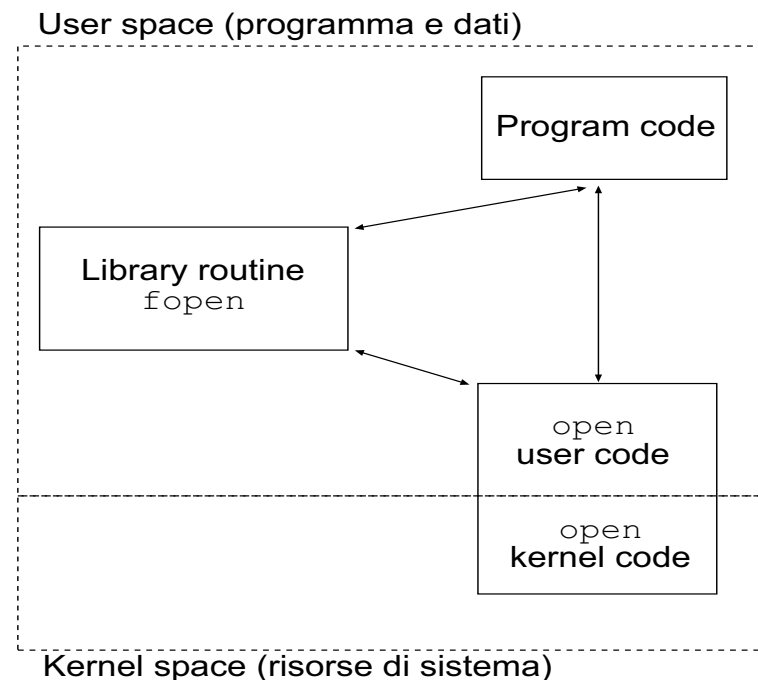 User space (programma e dati)
Program code
Library routine
fopen
open
user code
open
kernel code
Kernel space (risorse di sistema)